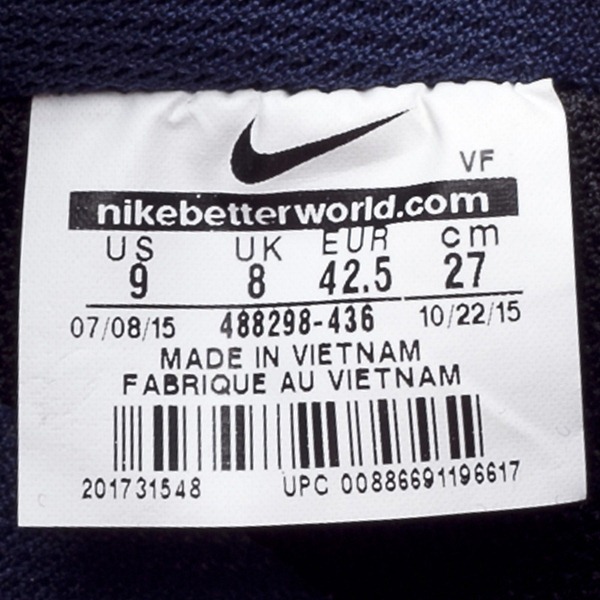 VF
nikebetterworld.com
US UK EUR cm
9 8 42.5 27
07/08/15 488298-436 10/22/15
MADE IN VIETNAM
FABRIQUE AU VIETNAM
201731548 UPC 00886691196617